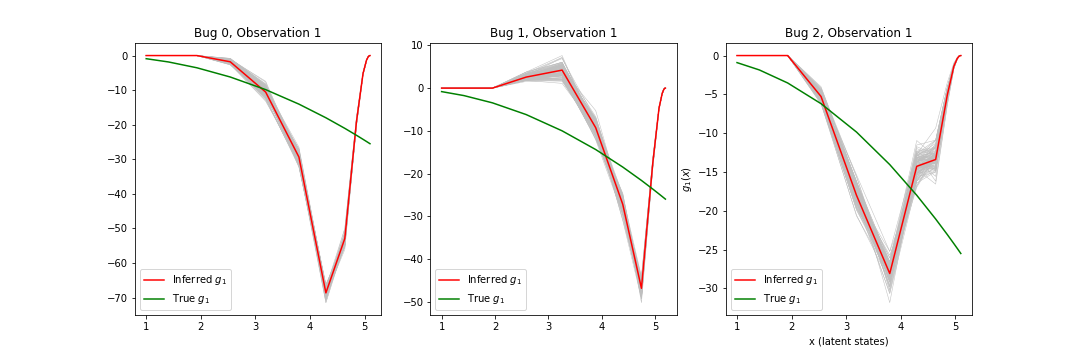 Bug 0, Observation 1
0
−10
−20
−30
−40
−50
−60
−70
1 2 3 4 5
Inferred g₁
True g₁
Bug 1, Observation 1
10
0
−10
−20
−30
−40
−50
1 2 3 4 5
Inferred g₁
True g₁
Bug 2, Observation 1
g₁(x)
0
−5
−10
−15
−20
−25
−30
1 2 3 4 5
x (latent states)
Inferred g₁
True g₁